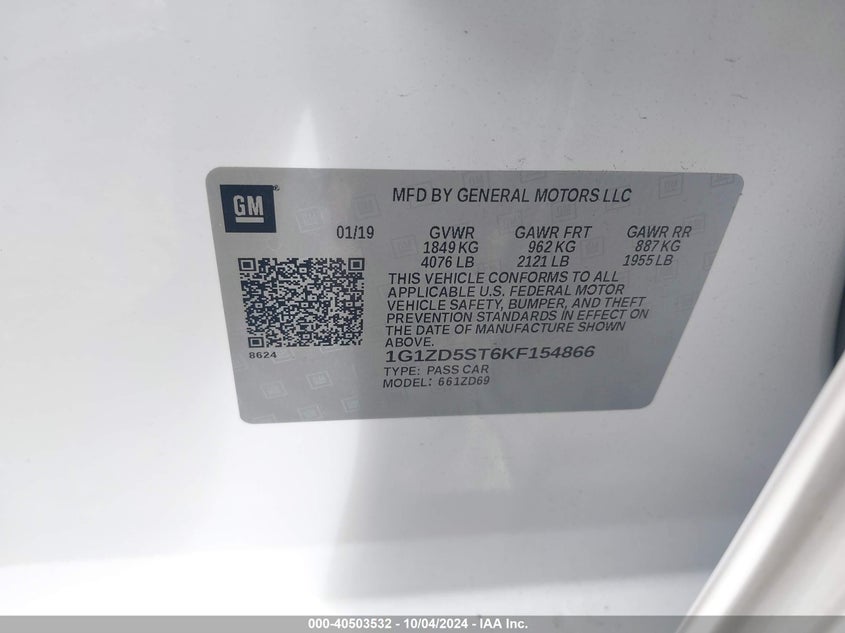 GM
MFD BY GENERAL MOTORS LLC
01/19 GVWR GAWR FRT GAWR RR
1849 KG 962 KG 887 KG
4076 LB 2121 LB 1955 LB
THIS VEHICLE CONFORMS TO ALL
APPLICABLE U.S. FEDERAL MOTOR
VEHICLE SAFETY, BUMPER, AND THEFT
PREVENTION STANDARDS IN EFFECT ON
THE DATE OF MANUFACTURE SHOWN
ABOVE.
8624
1G1ZD5ST6KF154866
TYPE: PASS CAR
MODEL: 661ZD69
000-40503532 - 10/04/2024 - IAA Inc.